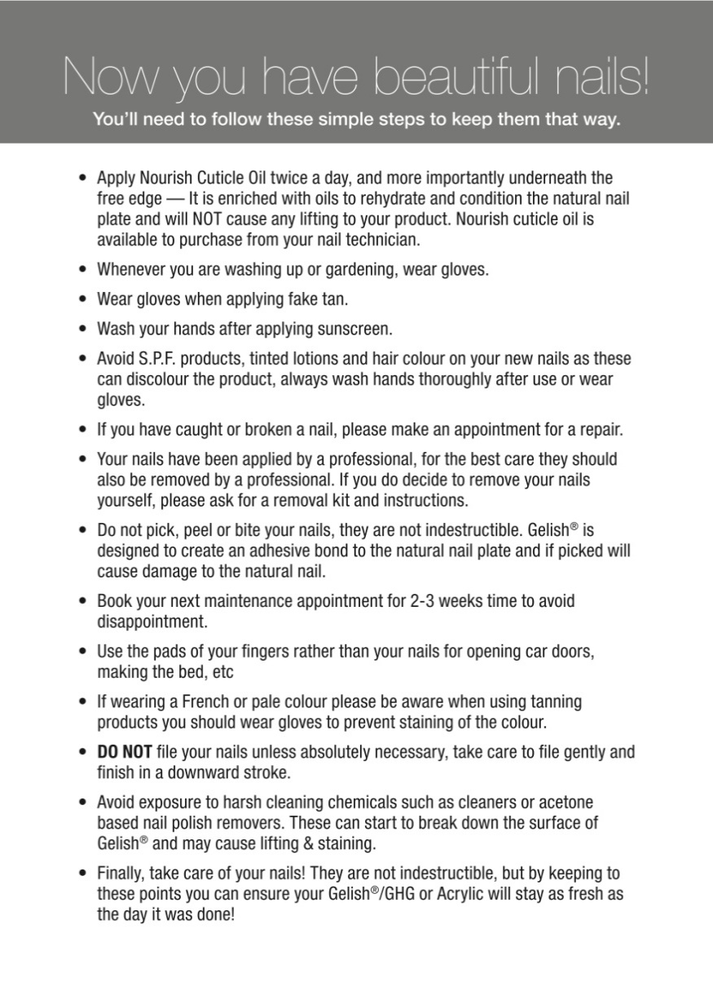 Now you have beautiful nails!
You'll need to follow these simple steps to keep them that way.
• Apply Nourish Cuticle Oil twice a day, and more importantly underneath the
free edge — It is enriched with oils to rehydrate and condition the natural nail
plate and will NOT cause any lifting to your product. Nourish cuticle oil is
available to purchase from your nail technician.
• Whenever you are washing up or gardening, wear gloves.
• Wear gloves when applying fake tan.
• Wash your hands after applying sunscreen.
• Avoid S.P.F. products, tinted lotions and hair colour on your new nails as these
can discolour the product, always wash hands thoroughly after use or wear
gloves.
• If you have caught or broken a nail, please make an appointment for a repair.
• Your nails have been applied by a professional, for the best care they should
also be removed by a professional. If you do decide to remove your nails
yourself, please ask for a removal kit and instructions.
• Do not pick, peel or bite your nails, they are not indestructible. Gelish® is
designed to create an adhesive bond to the natural nail plate and if picked will
cause damage to the natural nail.
• Book your next maintenance appointment for 2-3 weeks time to avoid
disappointment.
• Use the pads of your fingers rather than your nails for opening car doors,
making the bed, etc
• If wearing a French or pale colour please be aware when using tanning
products you should wear gloves to prevent staining of the colour.
• DO NOT file your nails unless absolutely necessary, take care to file gently and
finish in a downward stroke.
• Avoid exposure to harsh cleaning chemicals such as cleaners or acetone
based nail polish removers. These can start to break down the surface of
Gelish® and may cause lifting & staining.
• Finally, take care of your nails! They are not indestructible, but by keeping to
these points you can ensure your Gelish®/GHG or Acrylic will stay as fresh as
the day it was done!